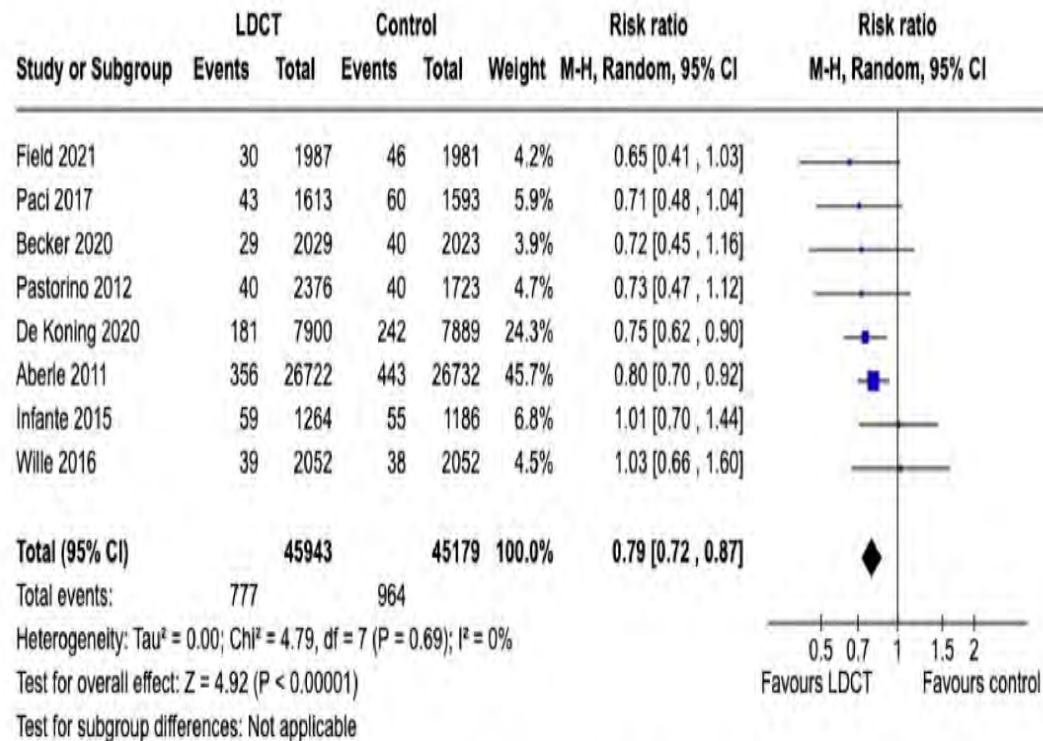 LDCT Control Risk ratio Risk ratio
Study or Subgroup Events Total Events Total Weight M-H, Random, 95% CI M-H, Random, 95% CI
Field 2021 30 1987 46 1981 4.2% 0.65 [0.41 , 1.03]
Paci 2017 43 1613 60 1593 5.9% 0.71 [0.48 , 1.04]
Becker 2020 29 2029 40 2023 3.9% 0.72 [0.45 , 1.16]
Pastorino 2012 40 2376 40 1723 4.7% 0.73 [0.47 , 1.12]
De Koning 2020 181 7900 242 7889 24.3% 0.75 [0.62 , 0.90]
Aberle 2011 356 26722 443 26732 45.7% 0.80 [0.70 , 0.92]
Infante 2015 59 1264 55 1186 6.8% 1.01 [0.70 , 1.44]
Wille 2016 39 2052 38 2052 4.5% 1.03 [0.66 , 1.60]
Total (95% CI) 45943 45179 100.0% 0.79 [0.72 , 0.87]
Total events: 777 964
Heterogeneity: Tau² = 0.00; Chi² = 4.79, df = 7 (P = 0.69); I² = 0%
0.5 0.7 1 1.5 2
Test for overall effect: Z = 4.92 (P < 0.00001)
Favours LDCT Favours control
Test for subgroup differences: Not applicable